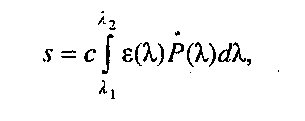 s = c∫_{λ₁}^{λ₂} ε(λ)Ṗ(λ)dλ,